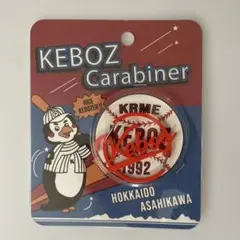 KEBOZ
Carabiner
KRME
KEBOZ
1992
HOKKAIDO
ASAHIKAWA